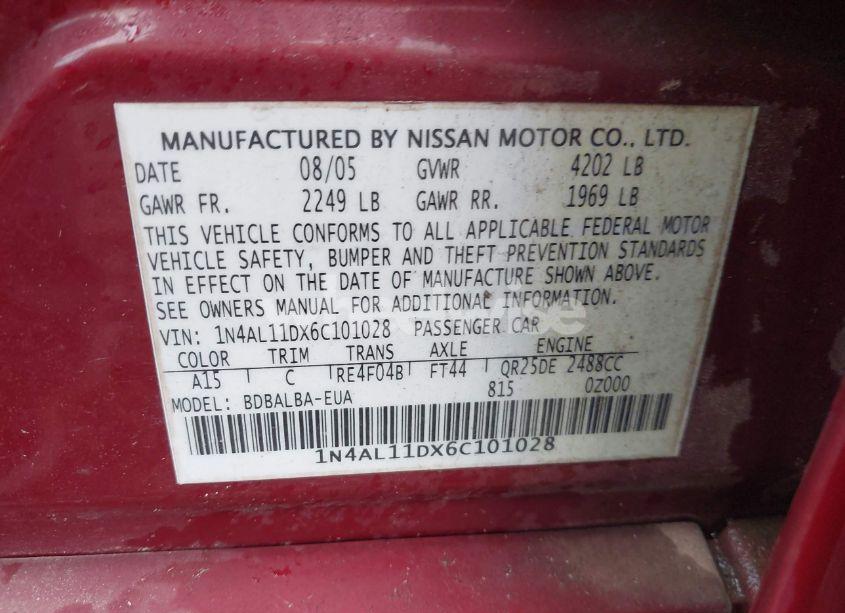 MANUFACTURED BY NISSAN MOTOR CO., LTD.
DATE 08/05 GVWR 4202 LB
GAWR FR. 2249 LB GAWR RR. 1969 LB
THIS VEHICLE CONFORMS TO ALL APPLICABLE FEDERAL MOTOR
VEHICLE SAFETY, BUMPER AND THEFT PREVENTION STANDARDS
IN EFFECT ON THE DATE OF MANUFACTURE SHOWN ABOVE.
SEE OWNERS MANUAL FOR ADDITIONAL INFORMATION.
VIN: 1N4AL11DX6C101028 PASSENGER CAR
COLOR TRIM TRANS AXLE ENGINE
A15 C RE4F04B FT44 QR25DE 2488CC
MODEL: BDBALBA-EUA 815 0Z000
1N4AL11DX6C101028